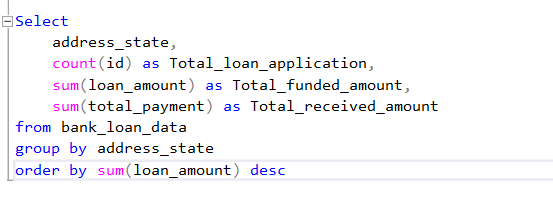 Select
address_state,
count(id) as Total_loan_application,
sum(loan_amount) as Total_funded_amount,
sum(total_payment) as Total_received_amount
from bank_loan_data
group by address_state
order by sum(loan_amount) desc